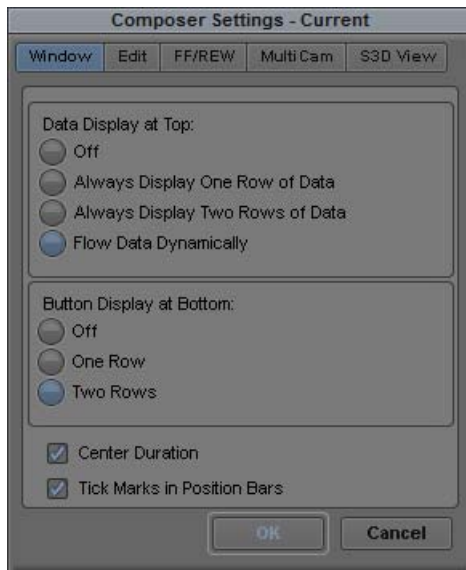 Composer Settings - Current
Window Edit FF/REW MultiCam S3D View
Data Display at Top:
Off
Always Display One Row of Data
Always Display Two Rows of Data
Flow Data Dynamically
Button Display at Bottom:
Off
One Row
Two Rows
Center Duration
Tick Marks in Position Bars
OK Cancel